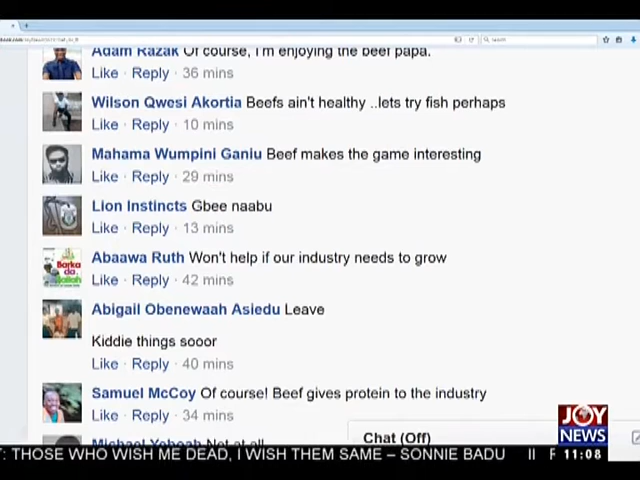 Adam Razak Of course, I'm enjoying the beef papa.
Like · Reply · 36 mins
Wilson Qwesi Akortia Beefs ain't healthy ..lets try fish perhaps
Like · Reply · 10 mins
Mahama Wumpini Ganiu Beef makes the game interesting
Like · Reply · 29 mins
Lion Instincts Gbee naabu
Like · Reply · 13 mins
Abaawa Ruth Won't help if our industry needs to grow
Like · Reply · 42 mins
Abigail Obenewaah Asiedu Leave
Kiddie things sooor
Like · Reply · 40 mins
Samuel McCoy Of course! Beef gives protein to the industry
Like · Reply · 34 mins
Michael Yeboah Not at all
Chat (Off)
JOY
NEWS
T: THOSE WHO WISH ME DEAD, I WISH THEM SAME – SONNIE BADU
11:08